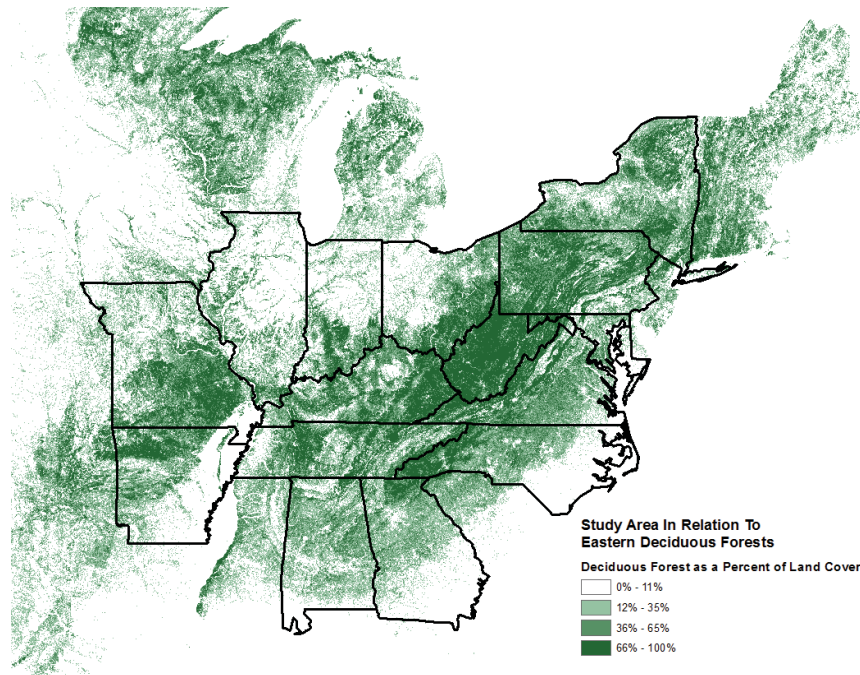 Study Area In Relation To
Eastern Deciduous Forests
Deciduous Forest as a Percent of Land Cover
0% - 11%
12% - 35%
36% - 65%
66% - 100%